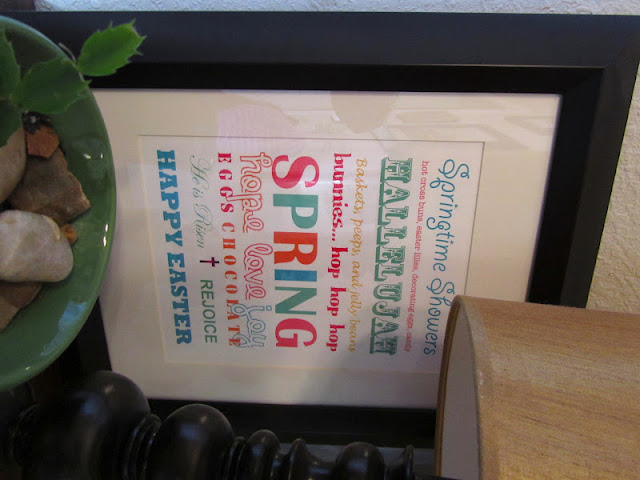 Springtime Showers
hot cross buns, easter lilies, decorating eggs, candy
HALLELUJAH
Baskets, peeps, and jelly beans
bunnies... hop hop hop
SPRING
hope love joy
EGGS CHOCOLATE
He is Risen REJOICE
HAPPY EASTER